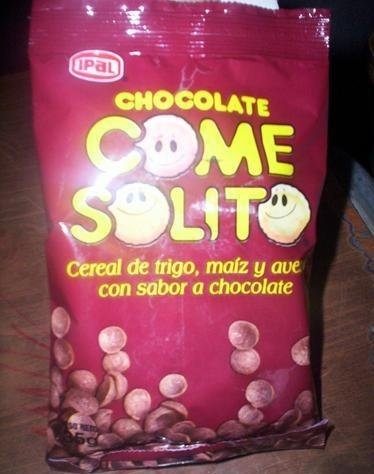 IPAL
CHOCOLATE
COME
SOLITO
Cereal de trigo, maíz y ave
con sabor a chocolate